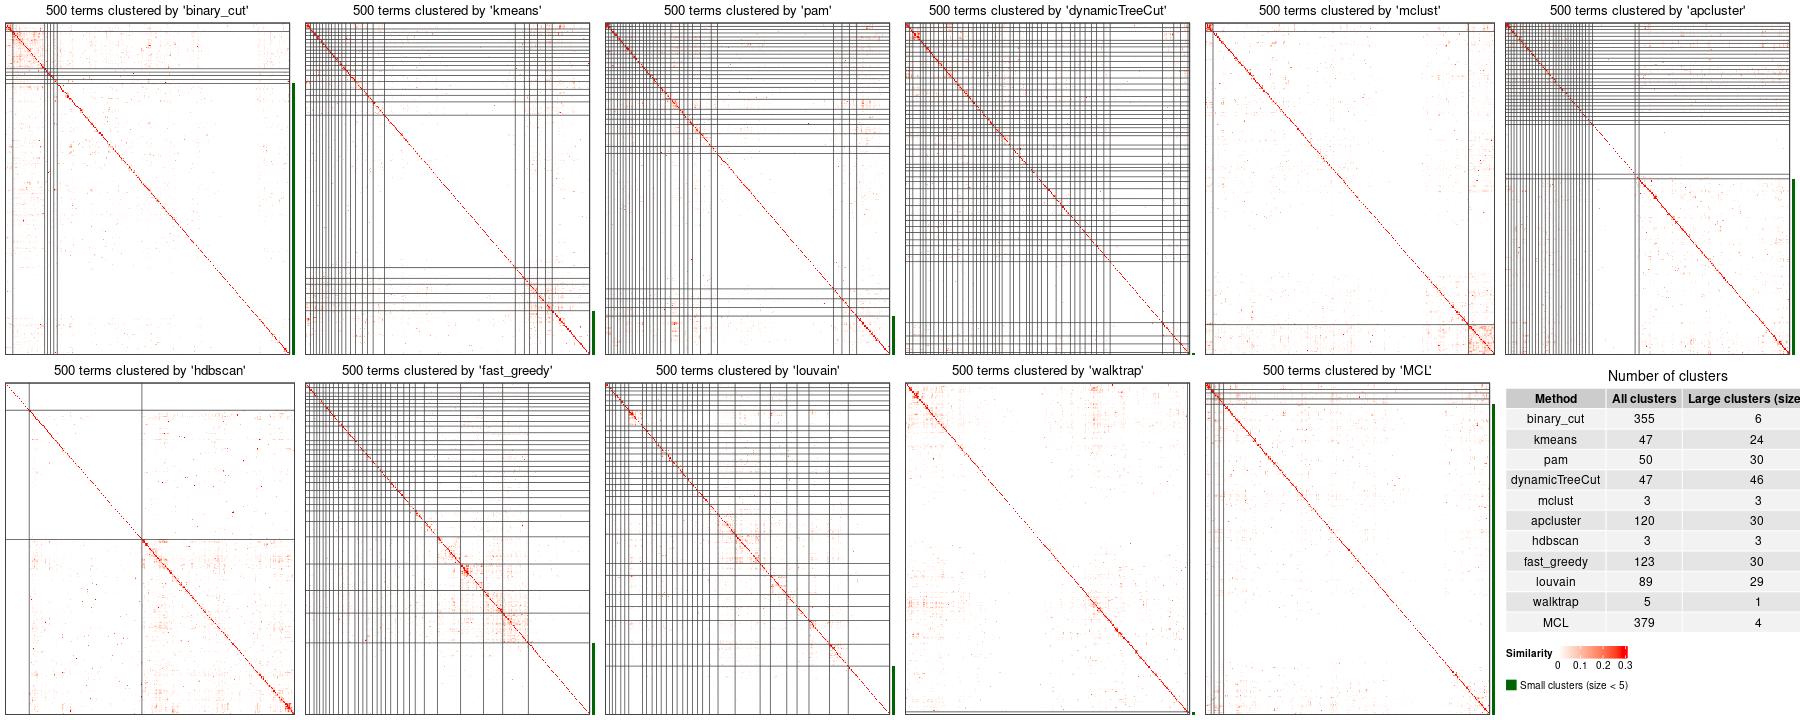 500 terms clustered by 'binary_cut'
500 terms clustered by 'kmeans'
500 terms clustered by 'pam'
500 terms clustered by 'dynamicTreeCut'
500 terms clustered by 'mclust'
500 terms clustered by 'apcluster'
500 terms clustered by 'hdbscan'
500 terms clustered by 'fast_greedy'
500 terms clustered by 'louvain'
500 terms clustered by 'walktrap'
500 terms clustered by 'MCL'
Number of clusters
Method All clusters Large clusters (size
binary_cut 355 6
kmeans 47 24
pam 50 30
dynamicTreeCut 47 46
mclust 3 3
apcluster 120 30
hdbscan 3 3
fast_greedy 123 30
louvain 89 29
walktrap 5 1
MCL 379 4
Similarity
0 0.1 0.2 0.3
Small clusters (size < 5)